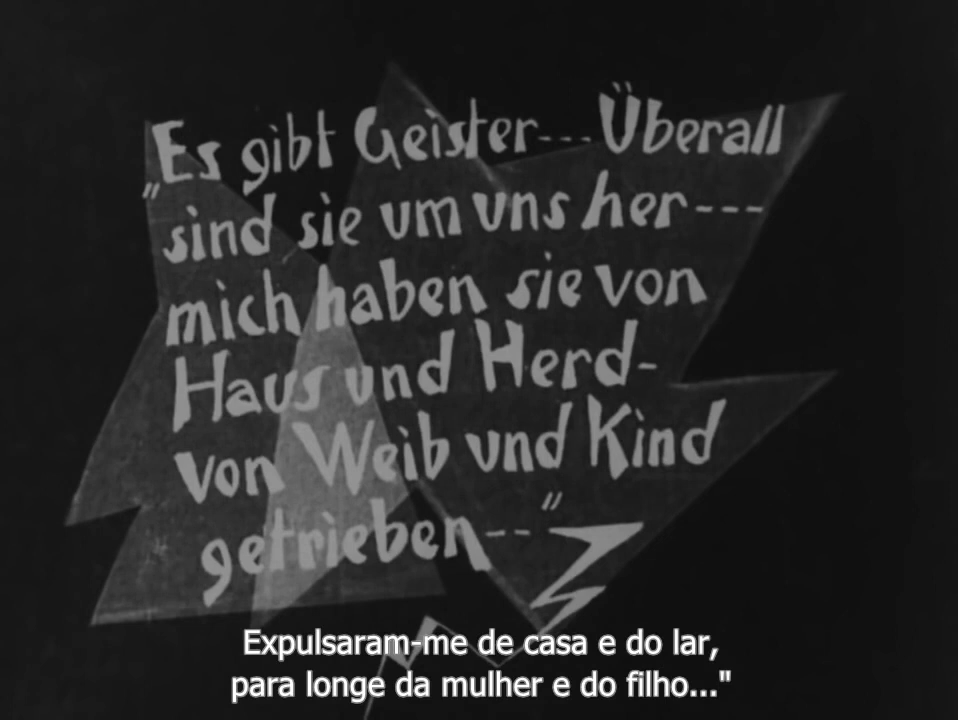 „Es gibt Geister--- Überall
sind sie um uns her---
mich haben sie von
Haus und Herd-
von Weib und Kind
getrieben--"
Expulsaram-me de casa e do lar,
para longe da mulher e do filho..."